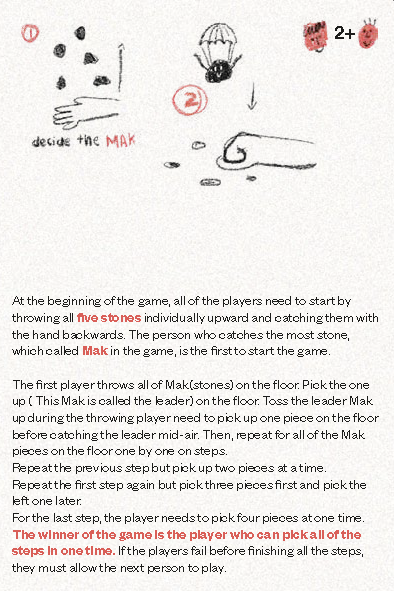 1
2+
2
decide the MAK
At the beginning of the game, all of the players need to start by
throwing all five stones individually upward and catching them with
the hand backwards. The person who catches the most stone,
which called Mak in the game, is the first to start the game.
The first player throws all of Mak(stones) on the floor. Pick the one
up ( This Mak is called the leader) on the floor. Toss the leader Mak
up during the throwing player need to pick up one piece on the floor
before catching the leader mid-air. Then, repeat for all of the Mak
pieces on the floor one by one on steps.
Repeat the previous step but pick up two pieces at a time.
Repeat the first step again but pick three pieces first and pick the
left one later.
For the last step, the player needs to pick four pieces at one time.
The winner of the game is the player who can pick all of the
steps in one time. If the players fail before finishing all the steps,
they must allow the next person to play.